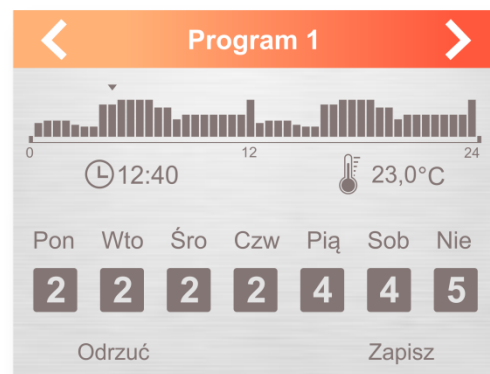 Program 1
0 12 24
12:40 23,0°C
Pon Wto Śro Czw Pią Sob Nie
2 2 2 2 4 4 5
Odrzuć Zapisz